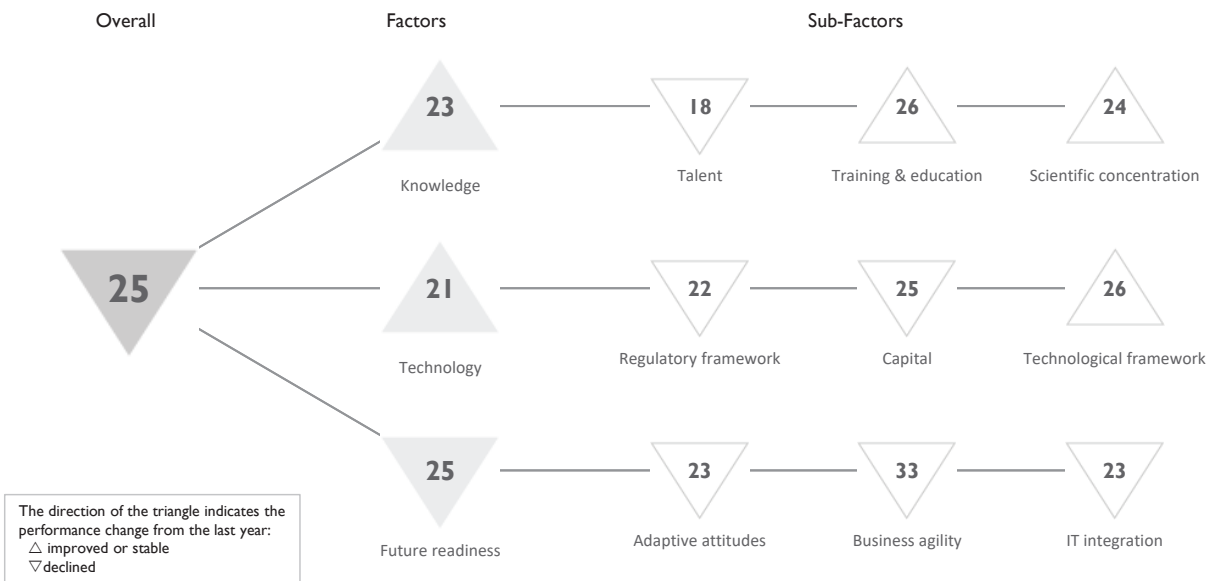 Overall
Factors
Sub-Factors
23
18
26
24
Knowledge
Talent
Training & education
Scientific concentration
25
21
22
25
26
Technology
Regulatory framework
Capital
Technological framework
25
23
33
23
Future readiness
Adaptive attitudes
Business agility
IT integration
The direction of the triangle indicates the
performance change from the last year:
△ improved or stable
▽ declined